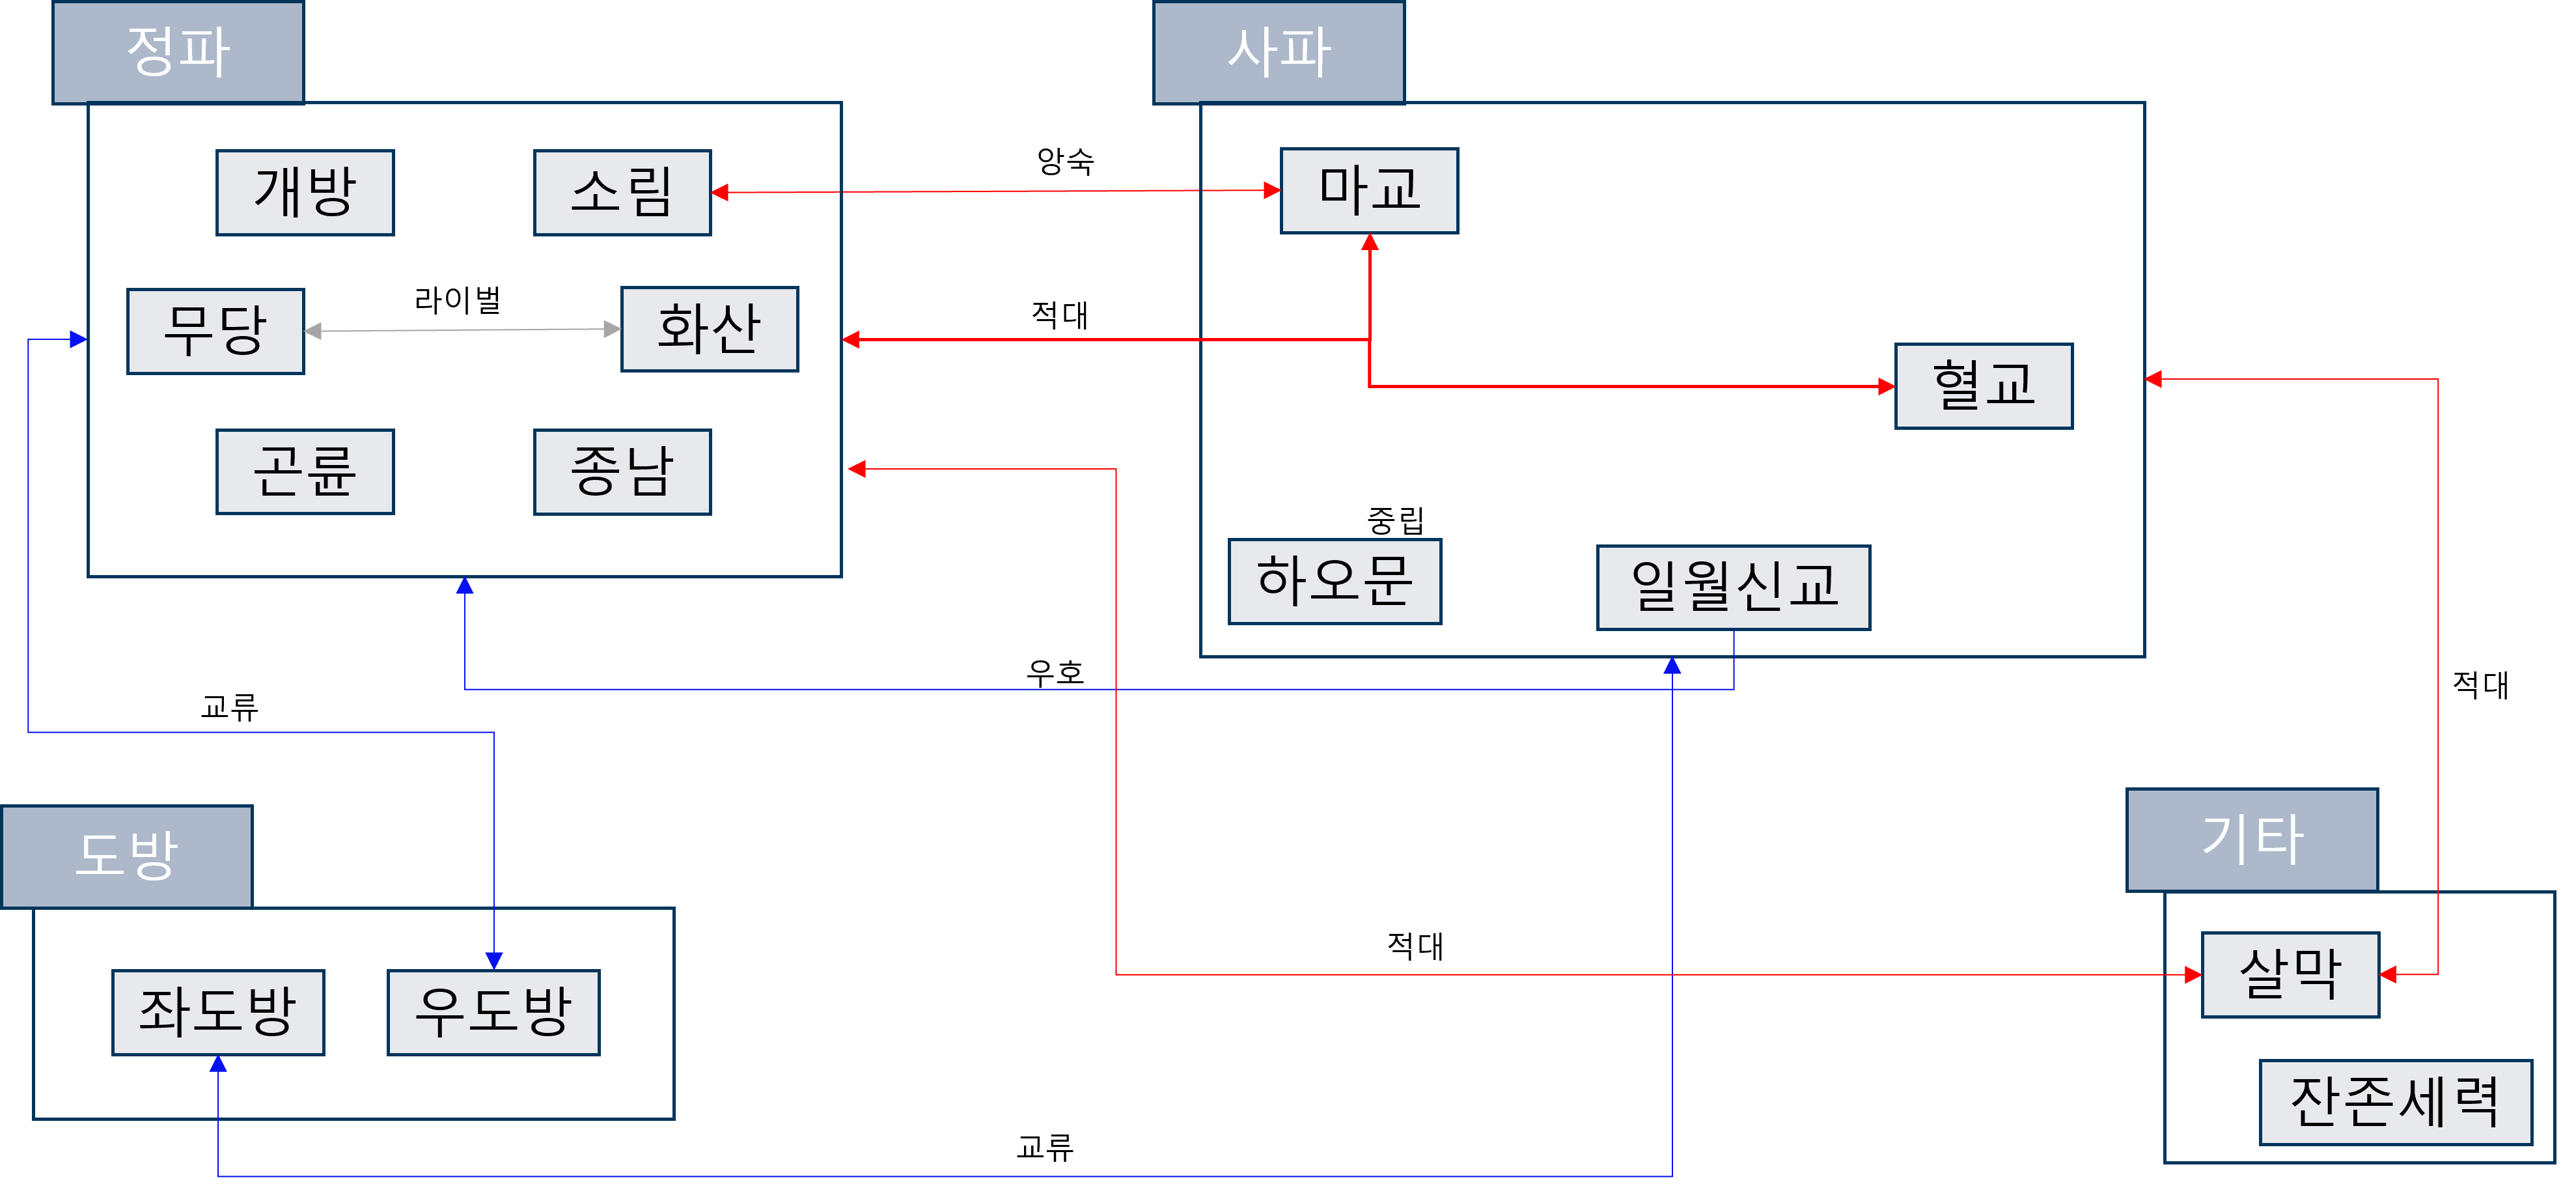 정파
사파
개방
소림
앙숙
마교
무당
라이벌
화산
적대
혈교
곤륜
종남
중립
하오문
일월신교
우호
적대
교류
도방
기타
적대
좌도방
우도방
살막
잔존세력
교류